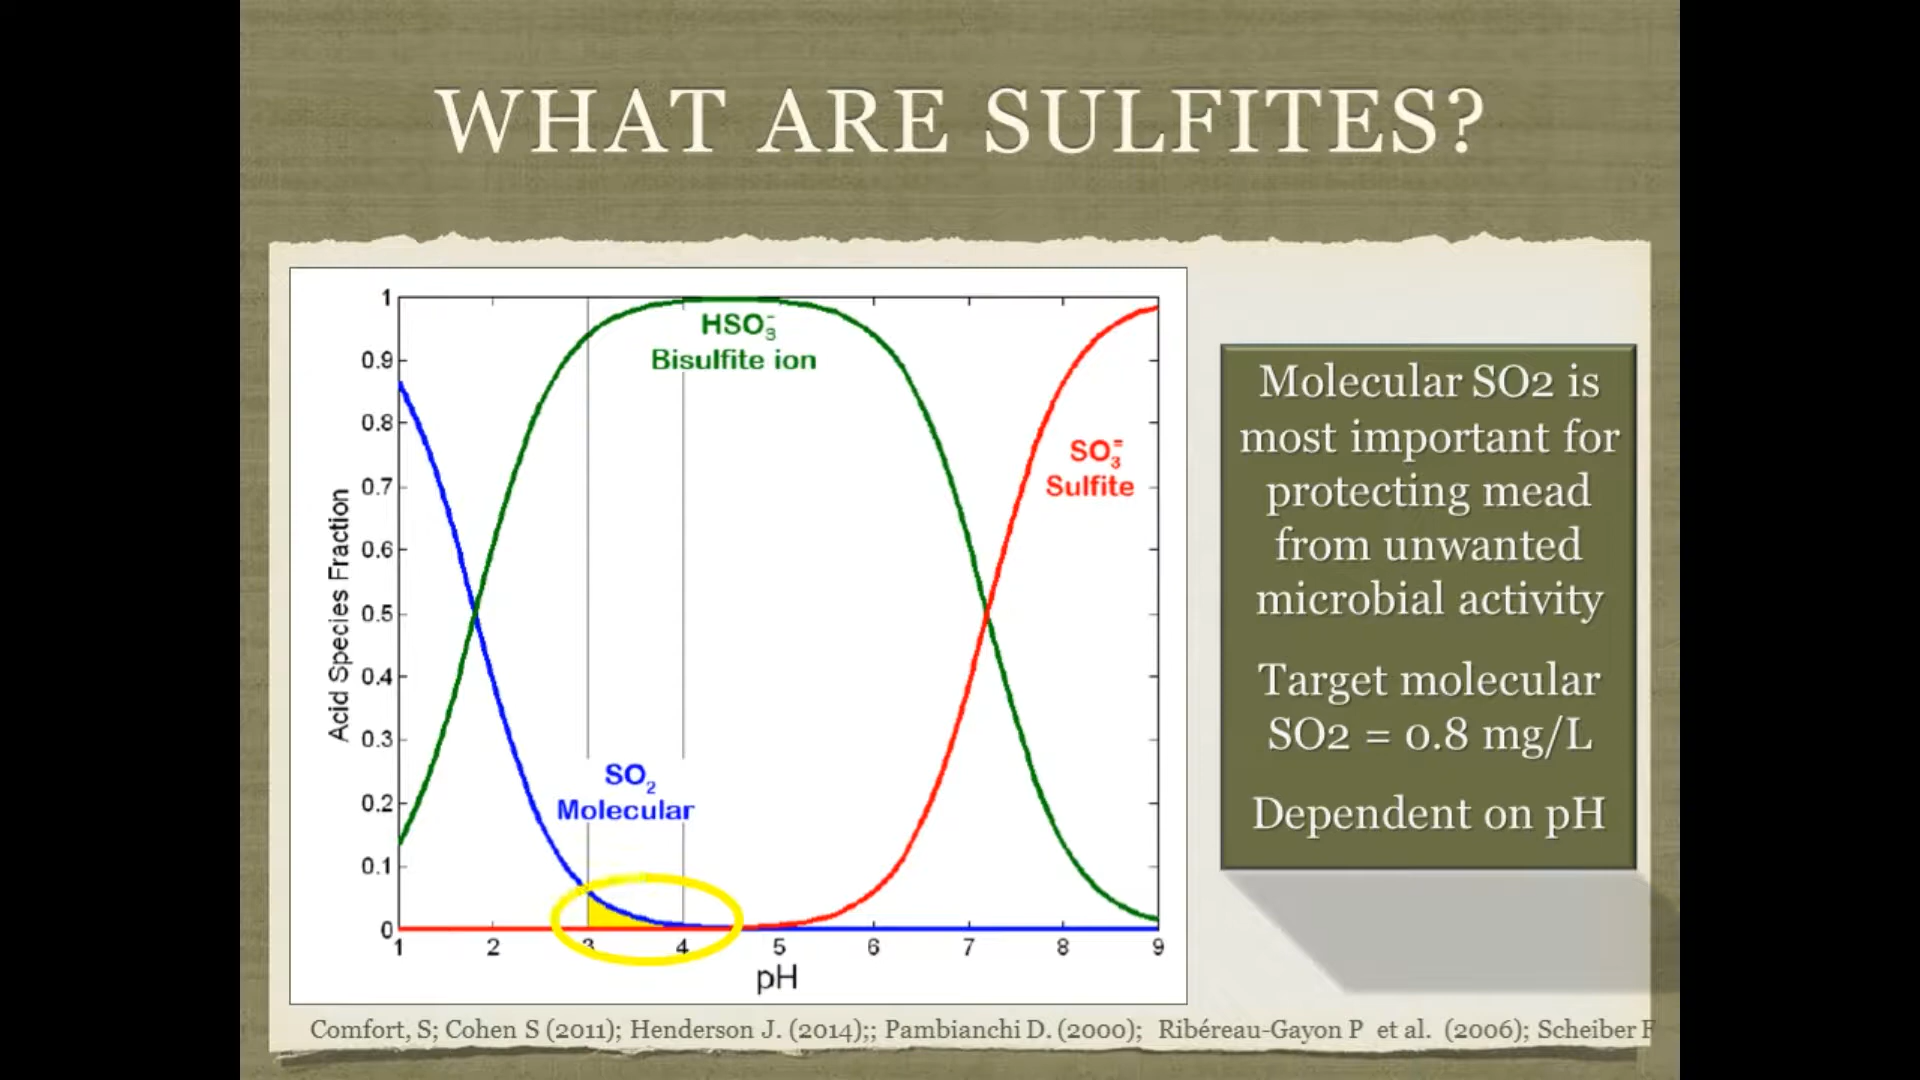 WHAT ARE SULFITES?
1
0.9
0.8
0.7
0.6
0.5
0.4
0.3
0.2
0.1
0
Acid Species Fraction
HSO₃⁻
Bisulfite ion
SO₃⁼
Sulfite
SO₂
Molecular
1 2 3 4 5 6 7 8 9
pH
Molecular SO2 is
most important for
protecting mead
from unwanted
microbial activity
Target molecular
SO2 = 0.8 mg/L
Dependent on pH
Comfort, S; Cohen S (2011); Henderson J. (2014);; Pambianchi D. (2000); Ribéreau-Gayon P et al. (2006); Scheiber F